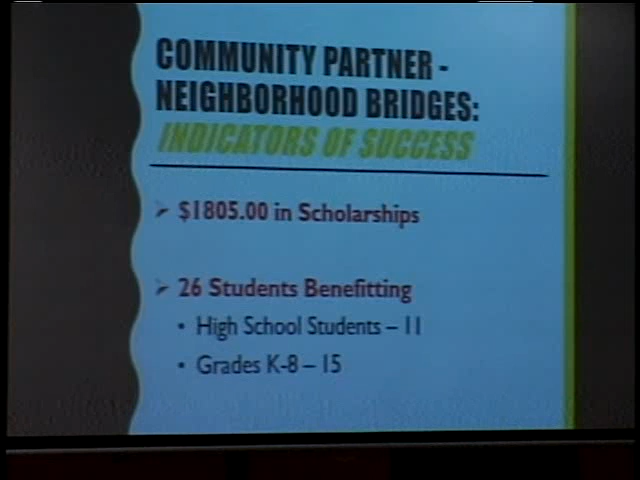 COMMUNITY PARTNER -
NEIGHBORHOOD BRIDGES:
INDICATORS OF SUCCESS
➢ $1805.00 in Scholarships
➢ 26 Students Benefitting
• High School Students – 11
• Grades K-8 – 15